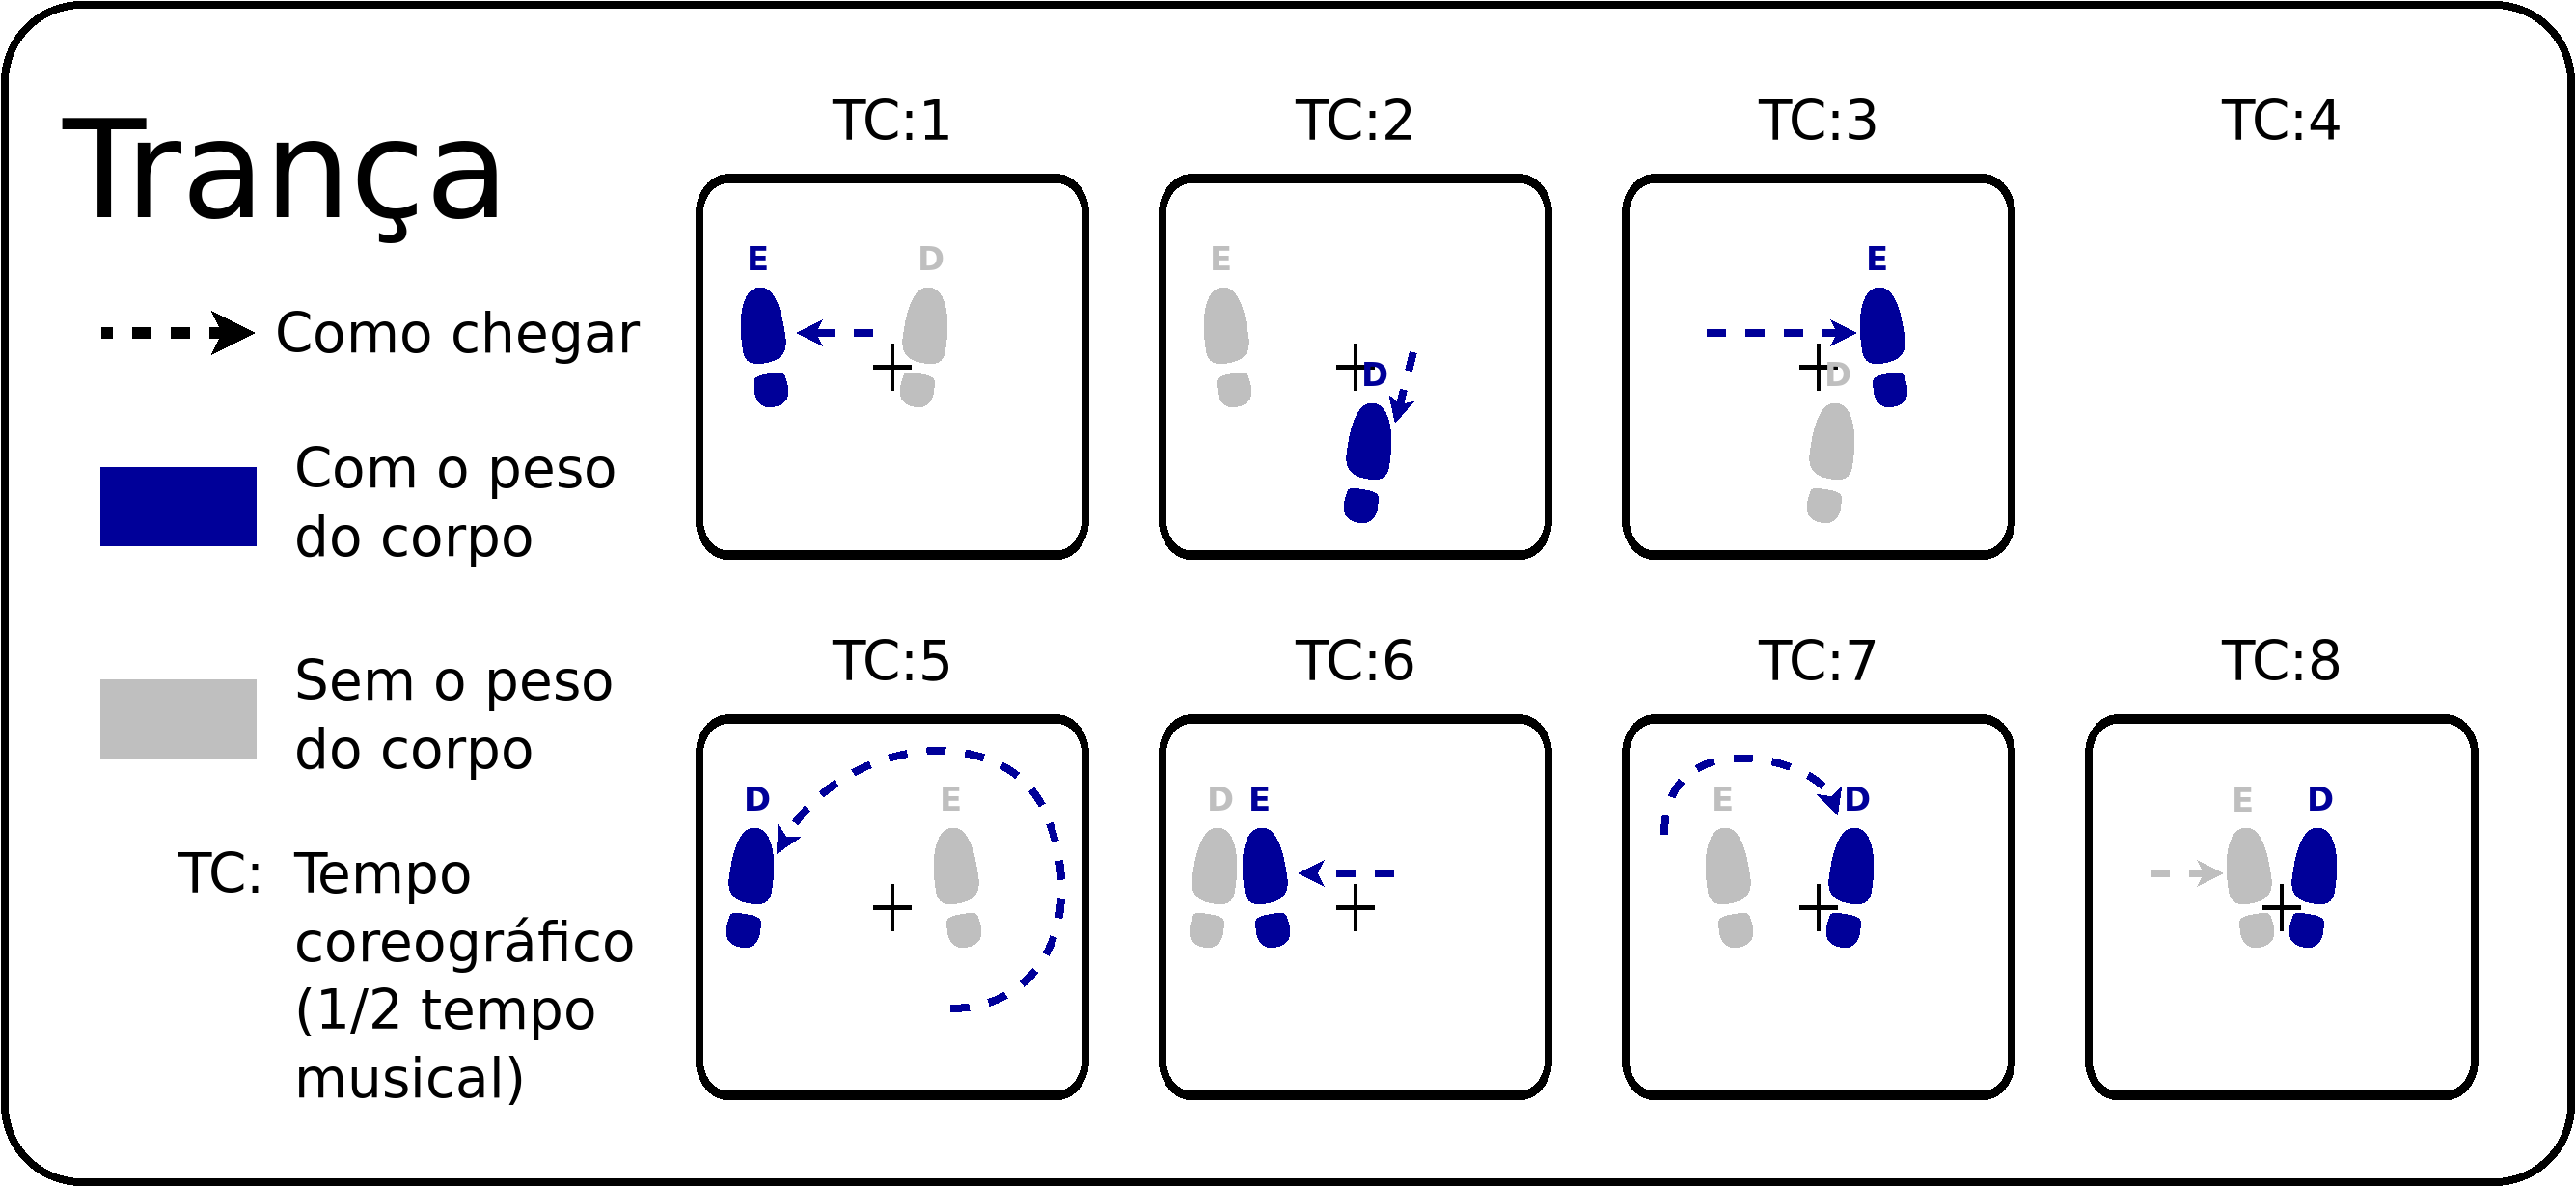 Trança
Como chegar
Com o peso
do corpo
Sem o peso
do corpo
TC: Tempo
coreográfico
(1/2 tempo
musical)
TC:1
E D
TC:2
E
D
TC:3
E
D
TC:4
TC:5
D E
TC:6
D E
TC:7
E D
TC:8
E D